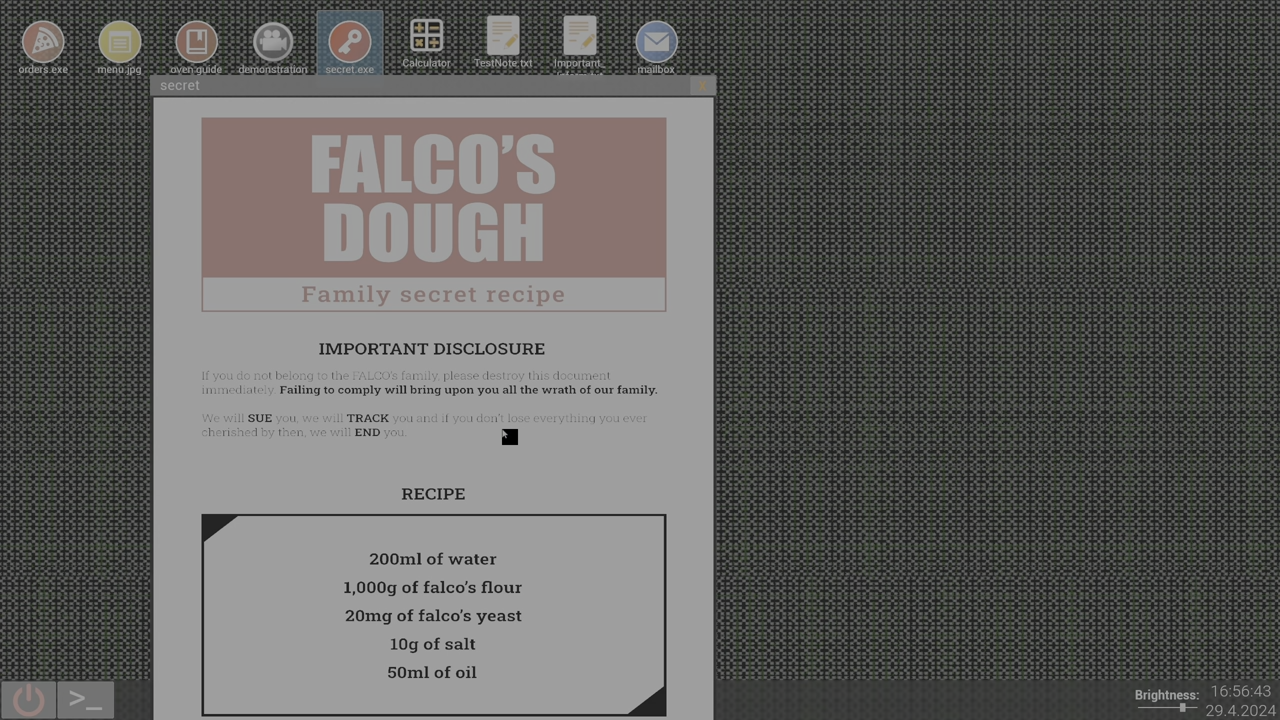 orders.exe
menu.jpg
oven guide
demonstration
secret.exe
Calculator
TestNote.txt
Important_
mailbox
secret
X
FALCO'S
DOUGH
Family secret recipe
IMPORTANT DISCLOSURE
If you do not belong to the FALCO's family, please destroy this document
immediately. Failing to comply will bring upon you all the wrath of our family.
We will SUE you, we will TRACK you and if you don't lose everything you ever
cherished by then, we will END you.
RECIPE
200ml of water
1,000g of falco's flour
20mg of falco's yeast
10g of salt
50ml of oil
>_
Brightness:
16:56:43
29.4.2024